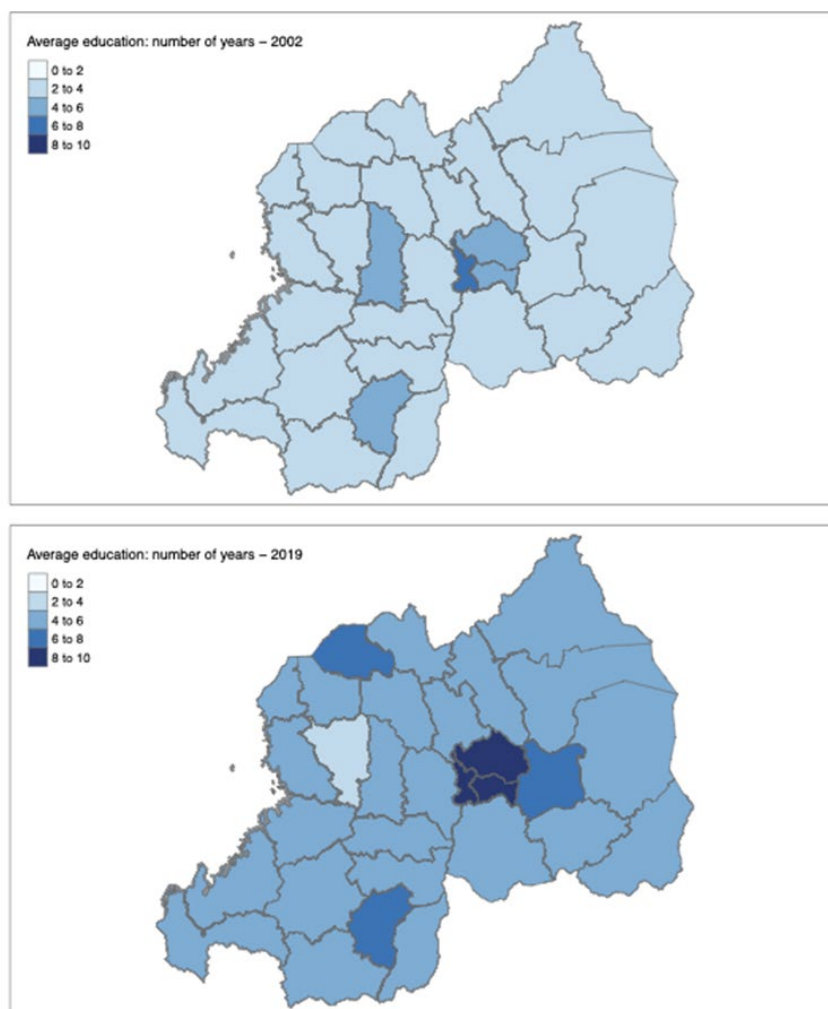 Average education: number of years – 2002
0 to 2
2 to 4
4 to 6
6 to 8
8 to 10
Average education: number of years – 2019
0 to 2
2 to 4
4 to 6
6 to 8
8 to 10